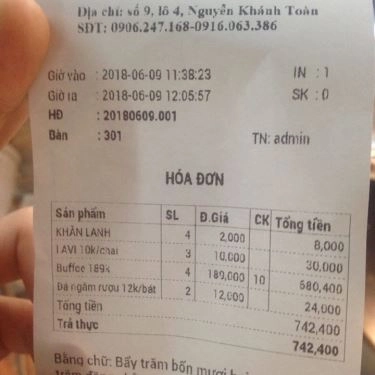 Địa chỉ: số 9, lô 4, Nguyễn Khánh Toàn
SĐT: 0906.247.168-0916.063.386
Giờ vào : 2018-06-09 11:38:23 IN : 1
Giờ ra : 2018-06-09 12:05:57 SK : 0
HĐ : 20180609.001
Bàn : 301 TN: admin
HÓA ĐƠN
Sản phẩm SL Đ.Giá CK Tổng tiền
KHĂN LẠNH 4 2,000 8,000
LAVI 10k/chai 3 10,000 30,000
Buffce 189k 4 189,000 10 680,400
Đá ngâm rượu 12k/bát 2 12,000 24,000
Tổng tiền 742,400
Trả thực 742,400
Bằng chữ: Bẩy trăm bốn mươi